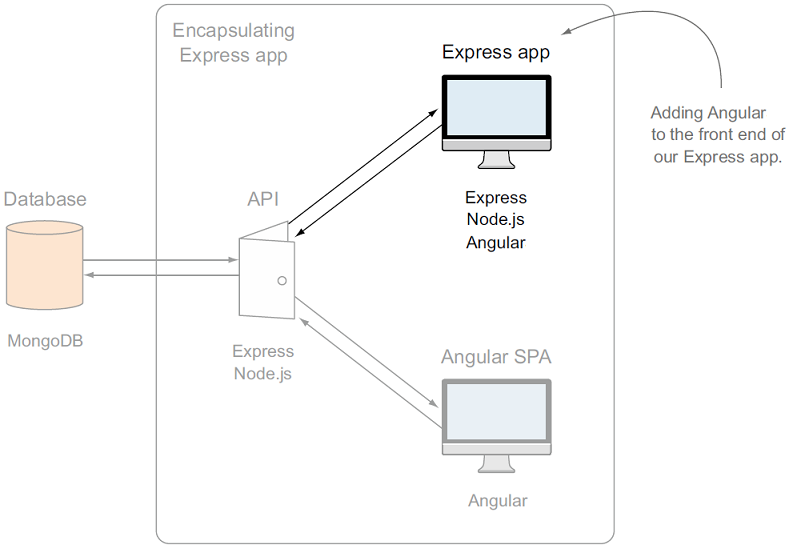 Encapsulating
Express app
Express app
Adding Angular
to the front end of
our Express app.
Express
Node.js
Angular
Database
API
MongoDB
Express
Node.js
Angular SPA
Angular